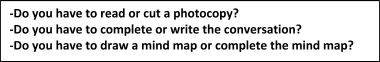 -Do you have to read or cut a photocopy?
-Do you have to complete or write the conversation?
-Do you have to draw a mind map or complete the mind map?